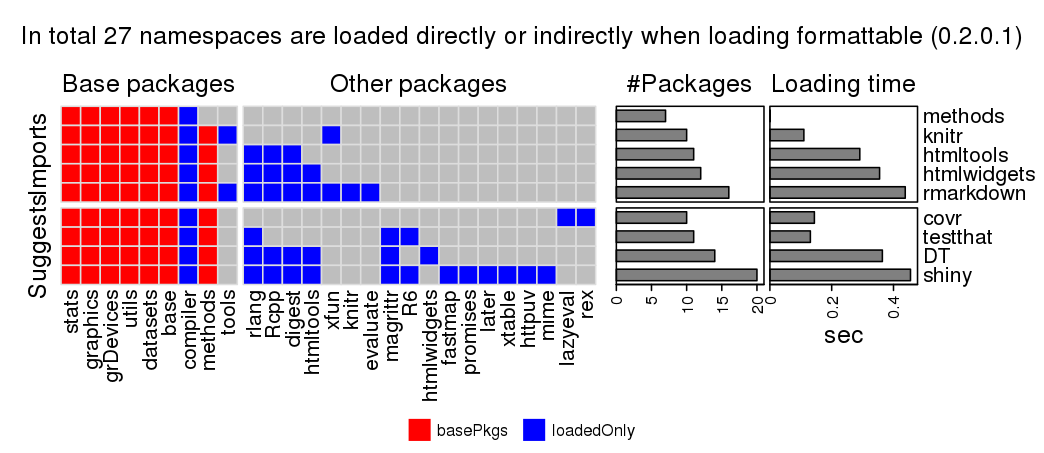 In total 27 namespaces are loaded directly or indirectly when loading formattable (0.2.0.1)
Base packages
Other packages
#Packages
Loading time
Imports
Suggests
methods
knitr
htmltools
htmlwidgets
rmarkdown
covr
testthat
DT
shiny
stats
graphics
grDevices
utils
datasets
base
compiler
methods
tools
rlang
Rcpp
digest
htmltools
xfun
knitr
evaluate
magrittr
R6
htmlwidgets
fastmap
promises
later
xtable
httpuv
mime
lazyeval
rex
0
5
10
15
20
0
0.2
0.4
sec
basePkgs
loadedOnly